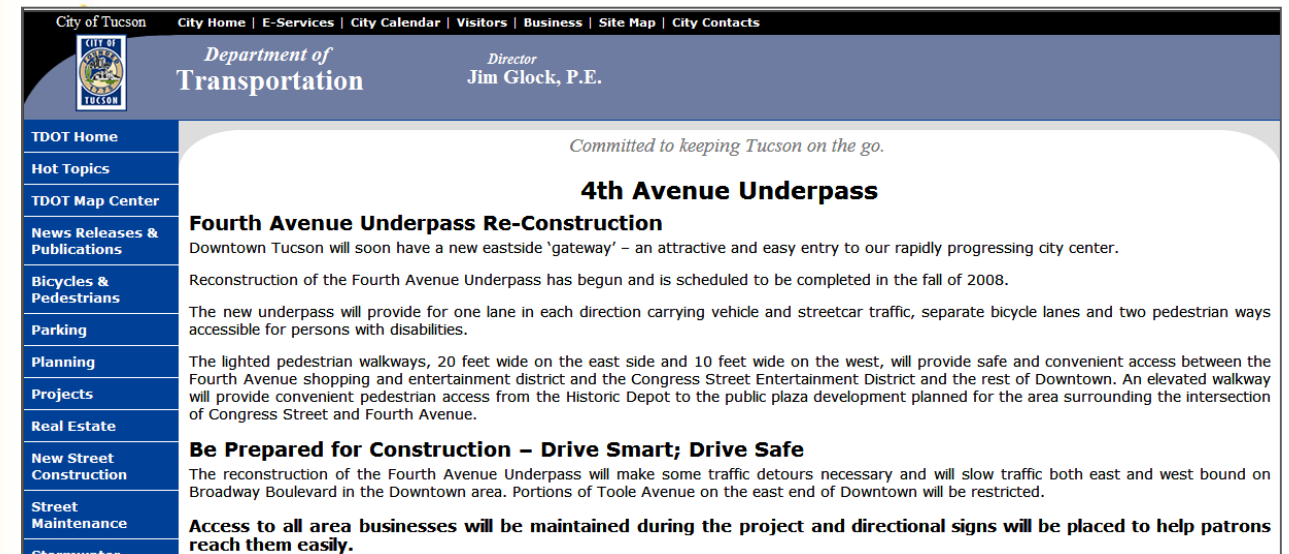 City of Tucson
City Home | E-Services | City Calendar | Visitors | Business | Site Map | City Contacts
CITY OF
TUCSON
Department of
Transportation
Director
Jim Glock, P.E.
TDOT Home
Hot Topics
TDOT Map Center
News Releases &
Publications
Bicycles &
Pedestrians
Parking
Planning
Projects
Real Estate
New Street
Construction
Street
Maintenance
Committed to keeping Tucson on the go.
4th Avenue Underpass
Fourth Avenue Underpass Re-Construction
Downtown Tucson will soon have a new eastside ‘gateway’ – an attractive and easy entry to our rapidly progressing city center.
Reconstruction of the Fourth Avenue Underpass has begun and is scheduled to be completed in the fall of 2008.
The new underpass will provide for one lane in each direction carrying vehicle and streetcar traffic, separate bicycle lanes and two pedestrian ways
accessible for persons with disabilities.
The lighted pedestrian walkways, 20 feet wide on the east side and 10 feet wide on the west, will provide safe and convenient access between the
Fourth Avenue shopping and entertainment district and the Congress Street Entertainment District and the rest of Downtown. An elevated walkway
will provide convenient pedestrian access from the Historic Depot to the public plaza development planned for the area surrounding the intersection
of Congress Street and Fourth Avenue.
Be Prepared for Construction – Drive Smart; Drive Safe
The reconstruction of the Fourth Avenue Underpass will make some traffic detours necessary and will slow traffic both east and west bound on
Broadway Boulevard in the Downtown area. Portions of Toole Avenue on the east end of Downtown will be restricted.
Access to all area businesses will be maintained during the project and directional signs will be placed to help patrons
reach them easily.